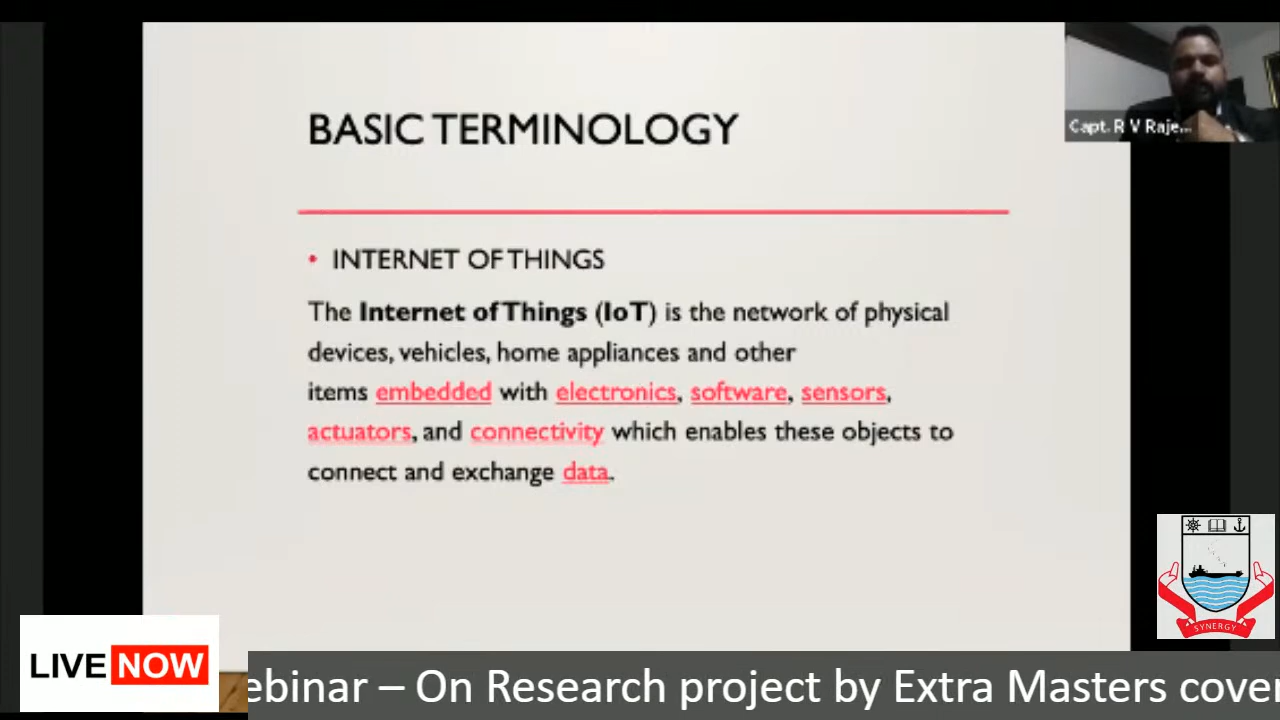 BASIC TERMINOLOGY
Capt. R V Raje...
• INTERNET OF THINGS
The Internet of Things (IoT) is the network of physical
devices, vehicles, home appliances and other
items embedded with electronics, software, sensors,
actuators, and connectivity which enables these objects to
connect and exchange data.
SYNERGY
LIVE NOW
ebinar – On Research project by Extra Masters cover